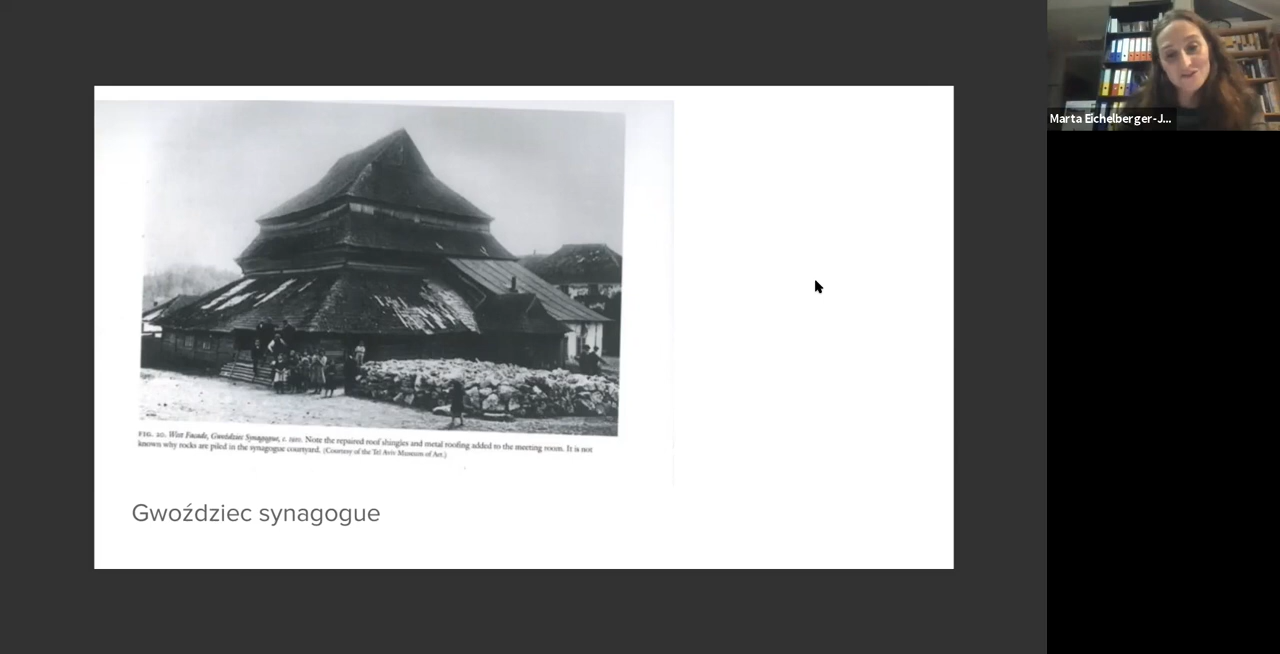 Marta Eichelberger-J...
FIG. 20. West Facade, Gwoździec Synagogue, c. Note the repaired roof shingles and metal roofing added to the meeting room. It is not
known why rocks are piled in the synagogue courtyard. (Courtesy of the Tel Aviv Museum of Art.)
Gwoździec synagogue